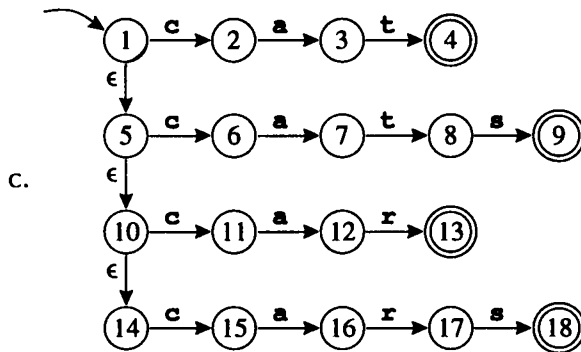 1 c 2 a 3 t 4
ϵ
5 c 6 a 7 t 8 s 9
c.
ϵ
10 c 11 a 12 r 13
ϵ
14 c 15 a 16 r 17 s 18